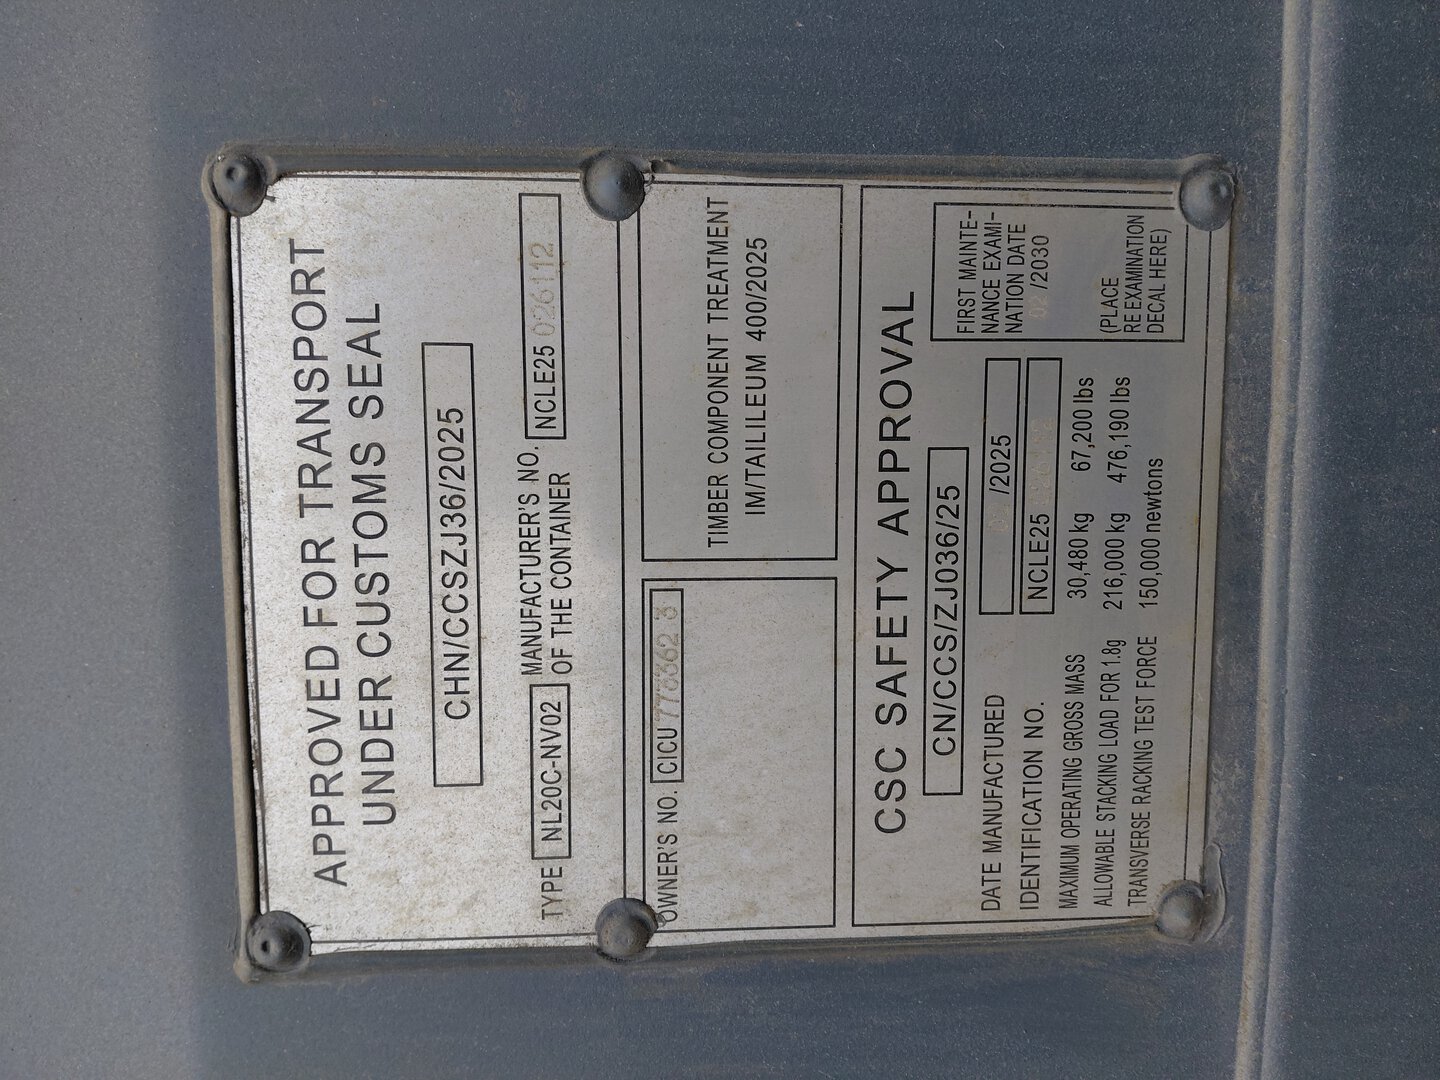 APPROVED FOR TRANSPORT
UNDER CUSTOMS SEAL
CHN/CCSZJ36/2025
TYPE NL20C-NV02 MANUFACTURER'S NO.
OF THE CONTAINER NCLE25 026112
OWNER'S NO. CICU 776662 3
TIMBER COMPONENT TREATMENT
IM/TAILILEUM 400/2025
CSC SAFETY APPROVAL
CN/CCS/ZJ036/25
DATE MANUFACTURED 02 /2025
IDENTIFICATION NO. NCLE25
MAXIMUM OPERATING GROSS MASS 30,480 kg 67,200 lbs
ALLOWABLE STACKING LOAD FOR 1.8g 216,000 kg 476,190 lbs
TRANSVERSE RACKING TEST FORCE 150,000 newtons
FIRST MAINTE-
NANCE EXAMI-
NATION DATE
02 /2030
(PLACE
RE EXAMINATION
DECAL HERE)